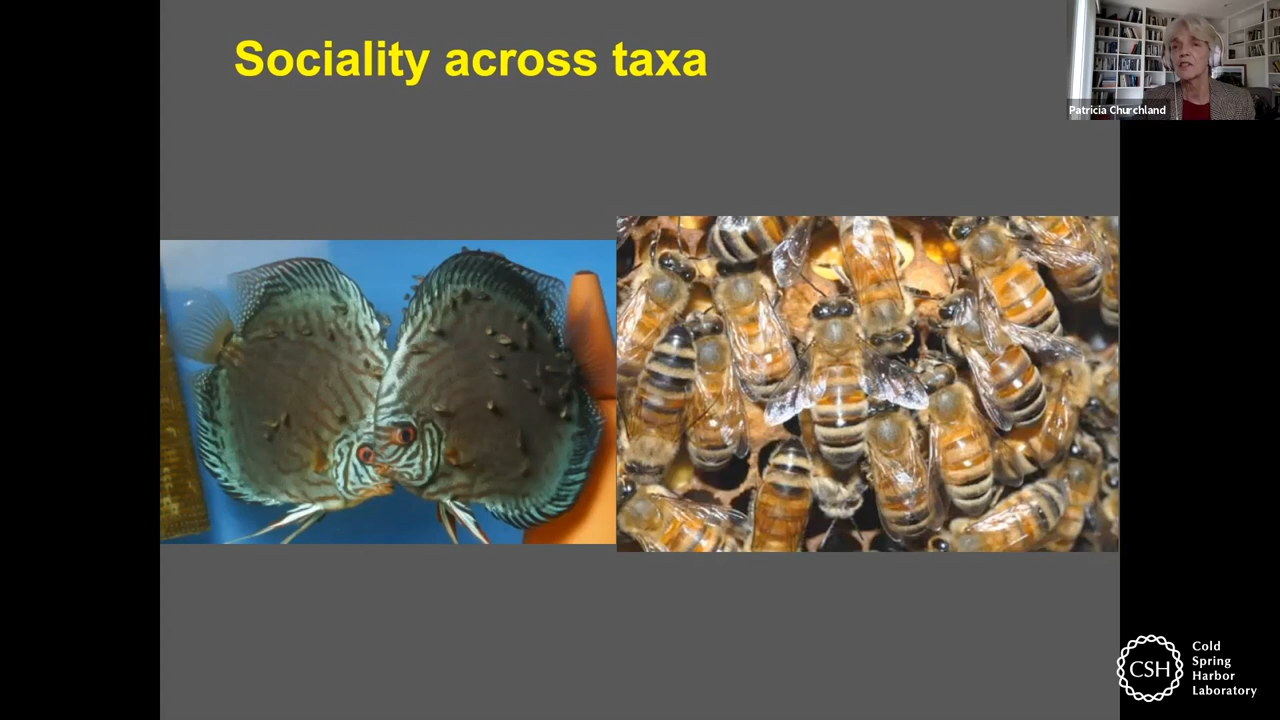 Sociality across taxa
Patricia Churchland
CSH
Cold
Spring
Harbor
Laboratory